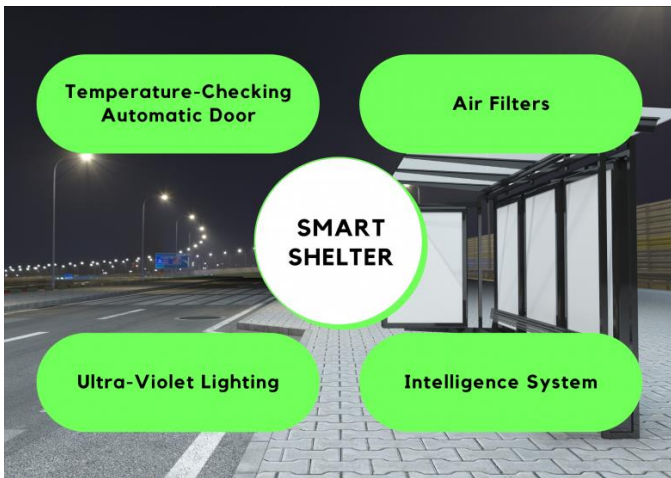 Temperature-Checking
Automatic Door
Air Filters
SMART
SHELTER
Ultra-Violet Lighting
Intelligence System